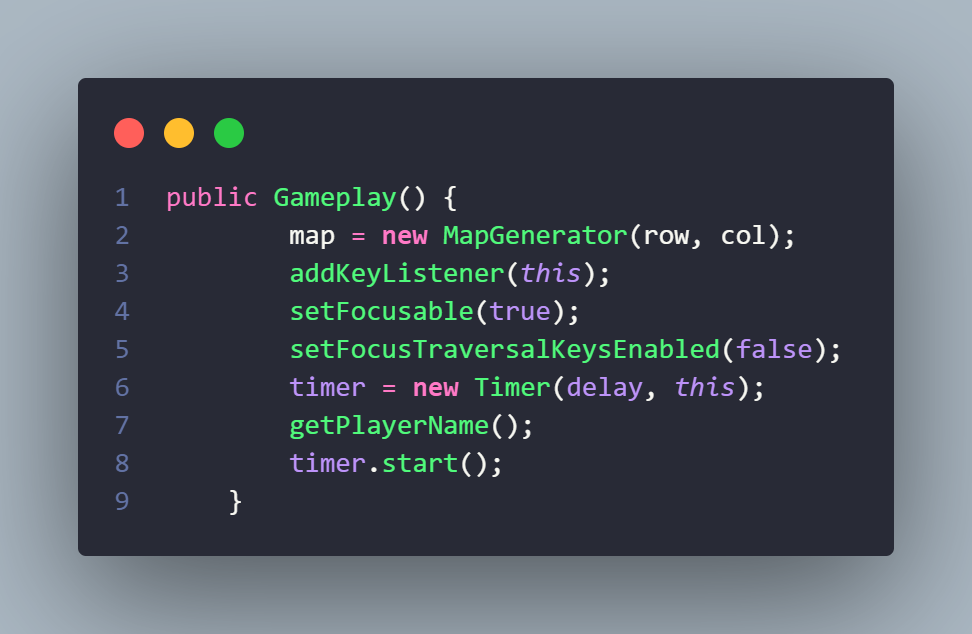 1 public Gameplay() {
2 map = new MapGenerator(row, col);
3 addKeyListener(this);
4 setFocusable(true);
5 setFocusTraversalKeysEnabled(false);
6 timer = new Timer(delay, this);
7 getPlayerName();
8 timer.start();
9 }